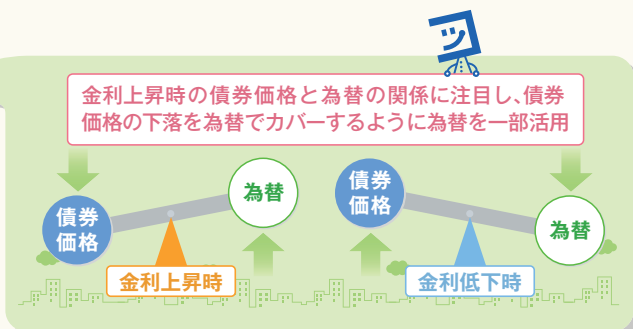 ツ
金利上昇時の債券価格と為替の関係に注目し、債券
価格の下落を為替でカバーするように為替を一部活用
債券
価格
為替
金利上昇時
債券
価格
為替
金利低下時